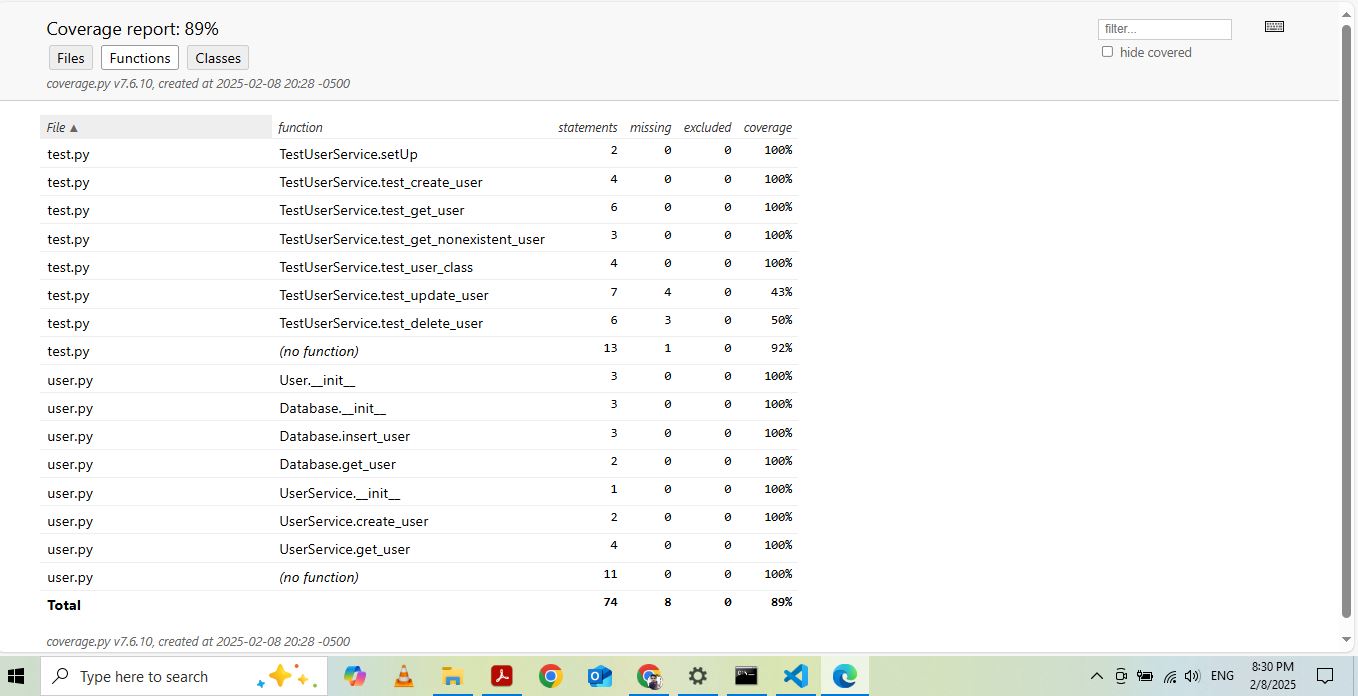 Coverage report: 89%
filter...
Files Functions Classes
hide covered
coverage.py v7.6.10, created at 2025-02-08 20:28 -0500
File ▲ function statements missing excluded coverage
test.py TestUserService.setUp 2 0 0 100%
test.py TestUserService.test_create_user 4 0 0 100%
test.py TestUserService.test_get_user 6 0 0 100%
test.py TestUserService.test_get_nonexistent_user 3 0 0 100%
test.py TestUserService.test_user_class 4 0 0 100%
test.py TestUserService.test_update_user 7 4 0 43%
test.py TestUserService.test_delete_user 6 3 0 50%
test.py (no function) 13 1 0 92%
user.py User.__init__ 3 0 0 100%
user.py Database.__init__ 3 0 0 100%
user.py Database.insert_user 3 0 0 100%
user.py Database.get_user 2 0 0 100%
user.py UserService.__init__ 1 0 0 100%
user.py UserService.create_user 2 0 0 100%
user.py UserService.get_user 4 0 0 100%
user.py (no function) 11 0 0 100%
Total 74 8 0 89%
coverage.py v7.6.10, created at 2025-02-08 20:28 -0500
Type here to search
ENG
8:30 PM
2/8/2025